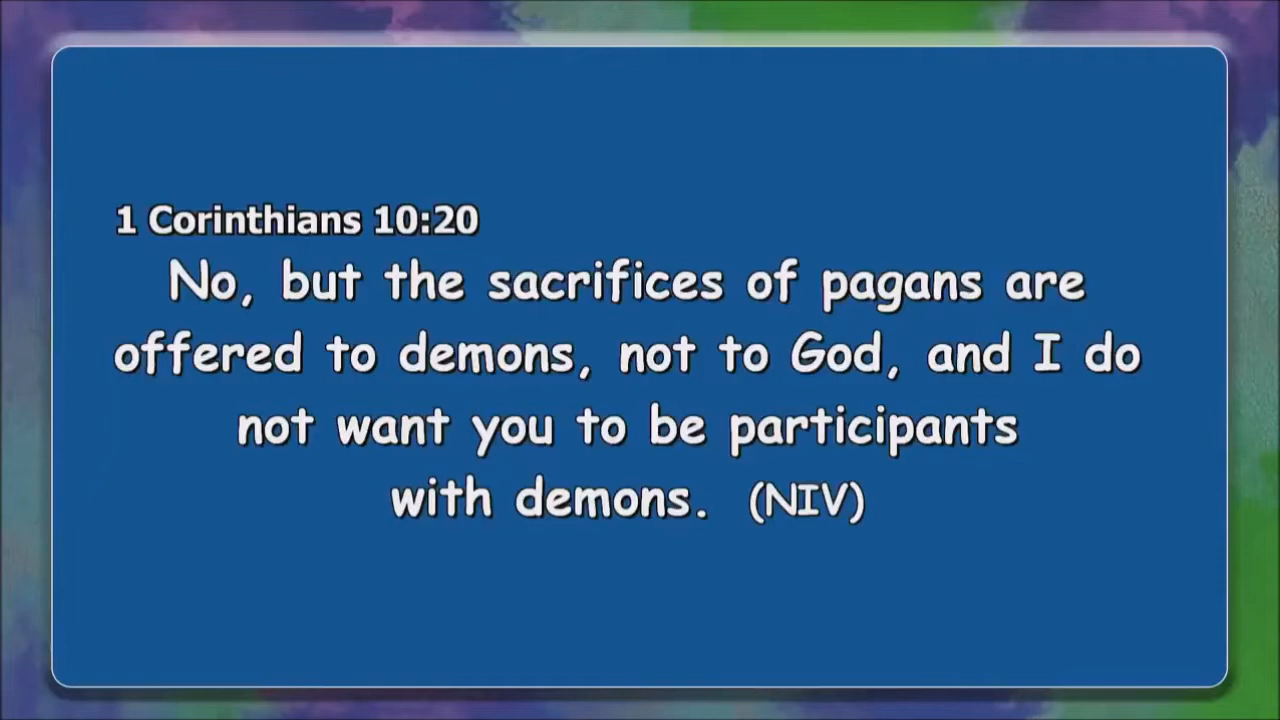 1 Corinthians 10:20
No, but the sacrifices of pagans are
offered to demons, not to God, and I do
not want you to be participants
with demons. (NIV)